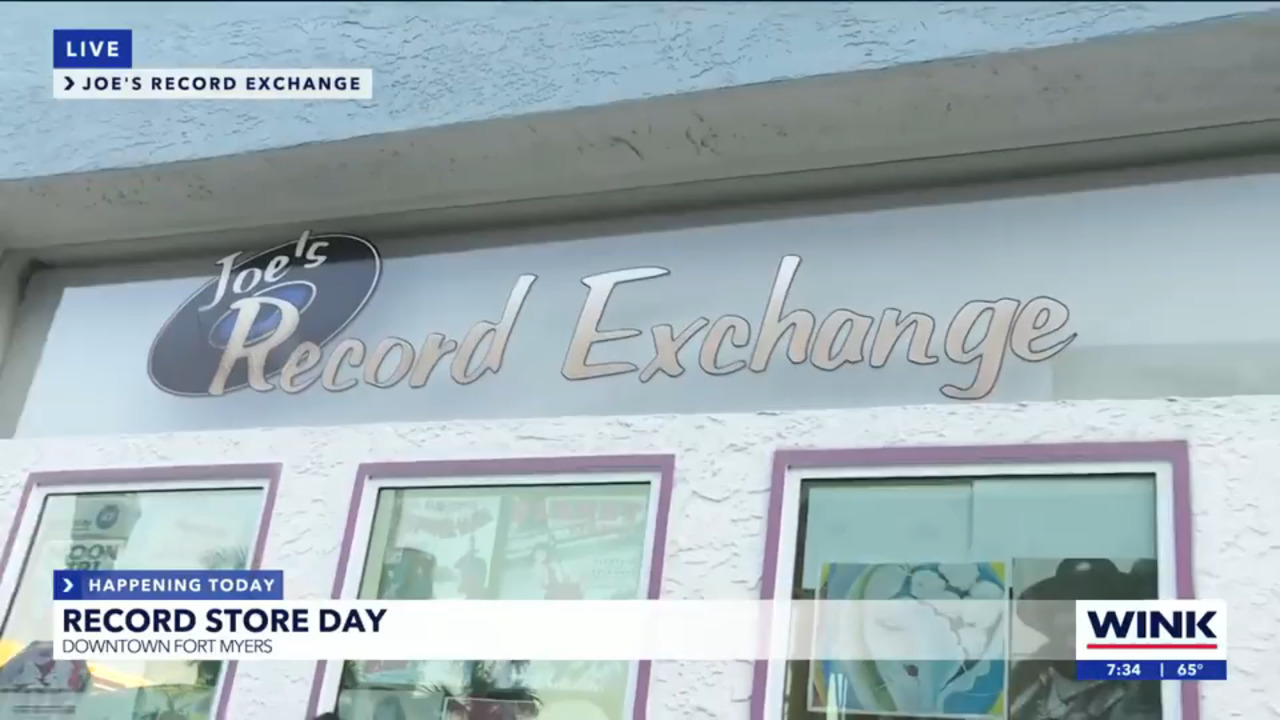 LIVE
JOE'S RECORD EXCHANGE
Joe's
Record Exchange
HAPPENING TODAY
RECORD STORE DAY
DOWNTOWN FORT MYERS
WINK
7:34 | 65°